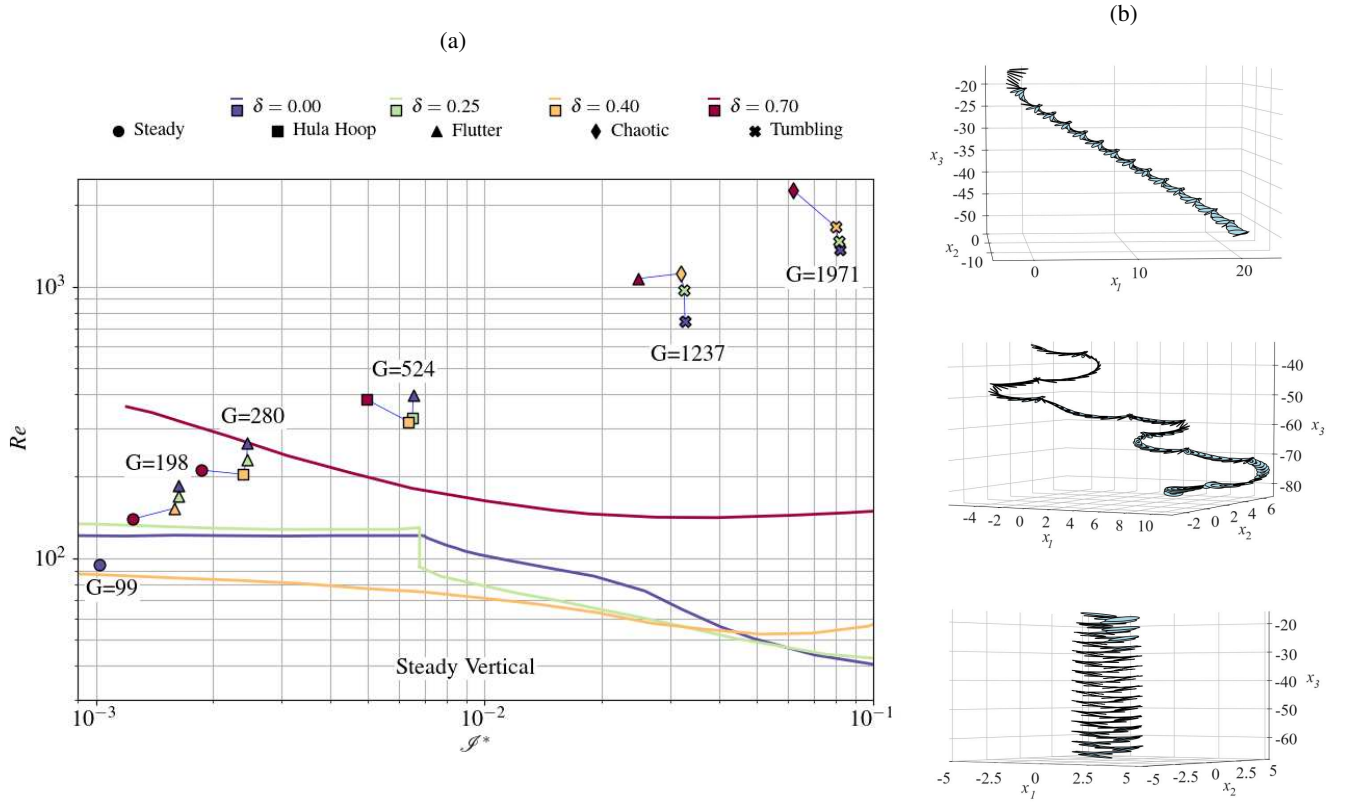 (a)
δ = 0.00 δ = 0.25 δ = 0.40 δ = 0.70
Steady Hula Hoop Flutter Chaotic Tumbling
G=1971
10³
G=1237
G=524
G=280
G=198
Re
10²
G=99
Steady Vertical
10⁻³ 10⁻² 10⁻¹
ℐ*
(b)
-20
-25
-30
-35
x₃
-40
-45
-50
0
x₂
-10
0 10 20
x₁
-40
-50
-60
x₃
-70
-80
-4 -2 0 2 4 6 8 10 -2 0 2 4 6
x₁ x₂
-20
-30
-40
x₃
-50
-60
-5 -2.5 0 2.5 5 -5 -2.5 0 2.5 5
x₁ x₂